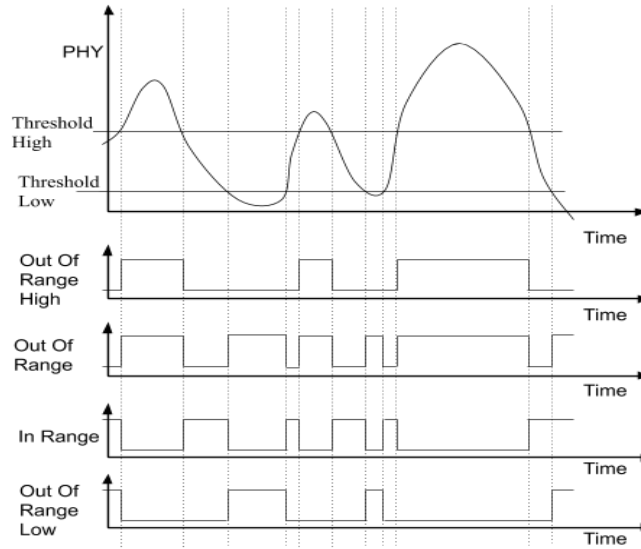 PHY
Threshold
High
Threshold
Low
Time
Out Of
Range
High
Time
Out Of
Range
Time
In Range
Time
Out Of
Range
Low
Time